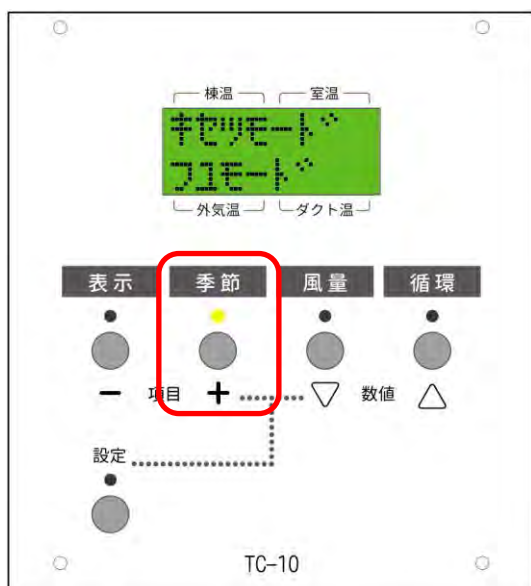 棟温 室温
キセツモード
フユモード
外気温 ダクト温
表示 季節 風量 循環
− 項目 + ▽ 数値 △
設定
TC-10